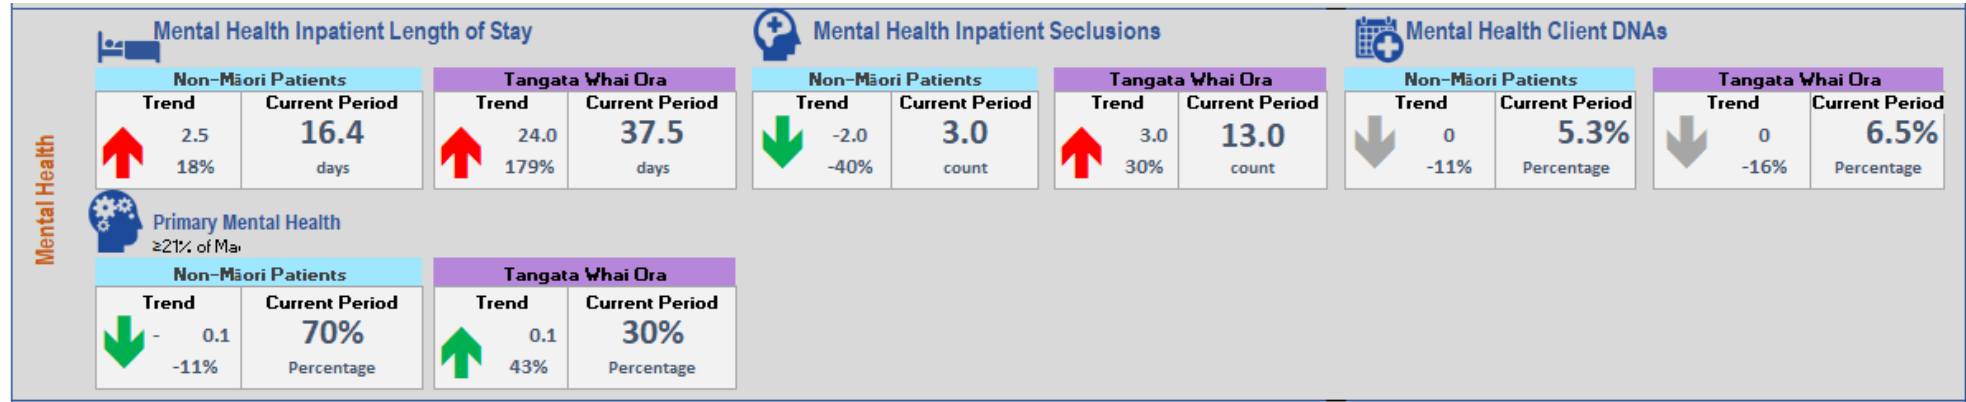 Mental Health
Mental Health Inpatient Length of Stay
Non-Māori Patients
Trend Current Period
2.5 16.4
18% days
Tangata Whai Ora
Trend Current Period
24.0 37.5
179% days
Mental Health Inpatient Seclusions
Non-Māori Patients
Trend Current Period
-2.0 3.0
-40% count
Tangata Whai Ora
Trend Current Period
3.0 13.0
30% count
Mental Health Client DNAs
Non-Māori Patients
Trend Current Period
0 5.3%
-11% Percentage
Tangata Whai Ora
Trend Current Period
0 6.5%
-16% Percentage
Primary Mental Health
≥21% of Ma
Non-Māori Patients
Trend Current Period
- 0.1 70%
-11% Percentage
Tangata Whai Ora
Trend Current Period
0.1 30%
43% Percentage